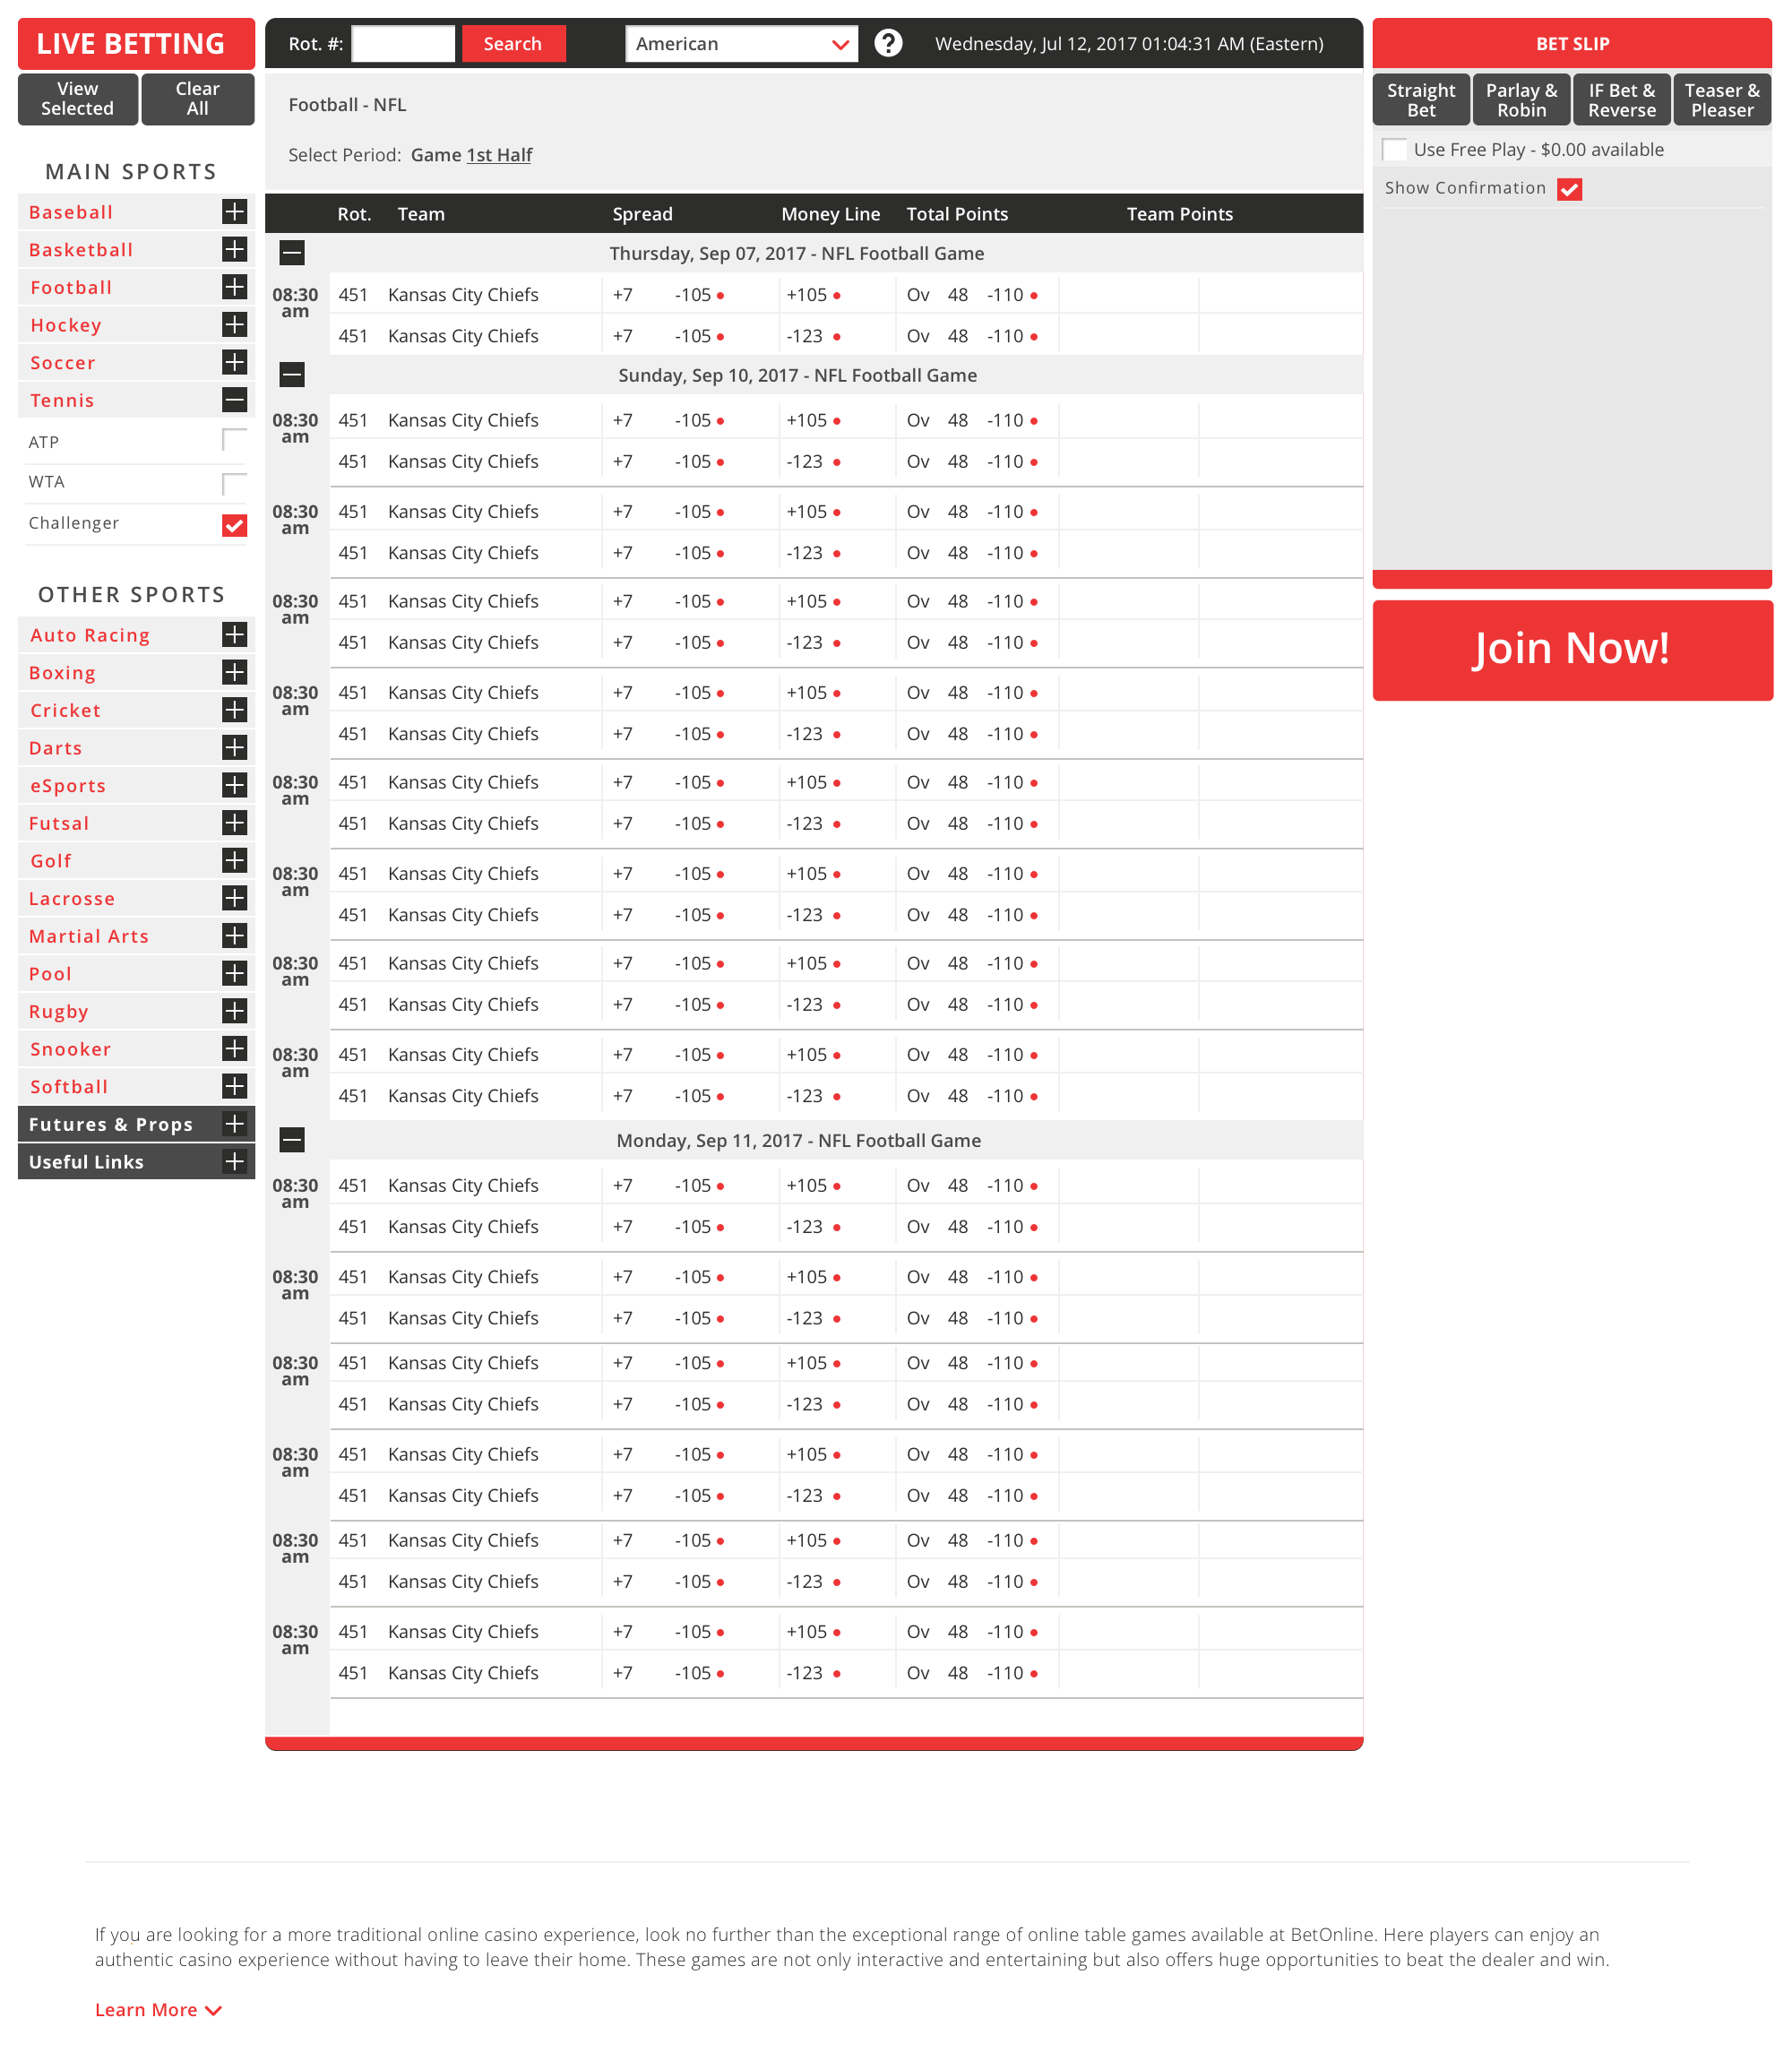 LIVE BETTING
View Selected
Clear All
MAIN SPORTS
Baseball
Basketball
Football
Hockey
Soccer
Tennis
ATP
WTA
Challenger
OTHER SPORTS
Auto Racing
Boxing
Cricket
Darts
eSports
Futsal
Golf
Lacrosse
Martial Arts
Pool
Rugby
Snooker
Softball
Futures & Props
Useful Links
Rot. #: Search American ? Wednesday, Jul 12, 2017 01:04:31 AM (Eastern)
Football - NFL
Select Period: Game 1st Half
Rot. Team Spread Money Line Total Points Team Points
Thursday, Sep 07, 2017 - NFL Football Game
08:30 am 451 Kansas City Chiefs +7 -105 +105 Ov 48 -110
451 Kansas City Chiefs +7 -105 -123 Ov 48 -110
Sunday, Sep 10, 2017 - NFL Football Game
08:30 am 451 Kansas City Chiefs +7 -105 +105 Ov 48 -110
451 Kansas City Chiefs +7 -105 -123 Ov 48 -110
08:30 am 451 Kansas City Chiefs +7 -105 +105 Ov 48 -110
451 Kansas City Chiefs +7 -105 -123 Ov 48 -110
08:30 am 451 Kansas City Chiefs +7 -105 +105 Ov 48 -110
451 Kansas City Chiefs +7 -105 -123 Ov 48 -110
08:30 am 451 Kansas City Chiefs +7 -105 +105 Ov 48 -110
451 Kansas City Chiefs +7 -105 -123 Ov 48 -110
08:30 am 451 Kansas City Chiefs +7 -105 +105 Ov 48 -110
451 Kansas City Chiefs +7 -105 -123 Ov 48 -110
08:30 am 451 Kansas City Chiefs +7 -105 +105 Ov 48 -110
451 Kansas City Chiefs +7 -105 -123 Ov 48 -110
08:30 am 451 Kansas City Chiefs +7 -105 +105 Ov 48 -110
451 Kansas City Chiefs +7 -105 -123 Ov 48 -110
08:30 am 451 Kansas City Chiefs +7 -105 +105 Ov 48 -110
451 Kansas City Chiefs +7 -105 -123 Ov 48 -110
Monday, Sep 11, 2017 - NFL Football Game
08:30 am 451 Kansas City Chiefs +7 -105 +105 Ov 48 -110
451 Kansas City Chiefs +7 -105 -123 Ov 48 -110
08:30 am 451 Kansas City Chiefs +7 -105 +105 Ov 48 -110
451 Kansas City Chiefs +7 -105 -123 Ov 48 -110
08:30 am 451 Kansas City Chiefs +7 -105 +105 Ov 48 -110
451 Kansas City Chiefs +7 -105 -123 Ov 48 -110
08:30 am 451 Kansas City Chiefs +7 -105 +105 Ov 48 -110
451 Kansas City Chiefs +7 -105 -123 Ov 48 -110
08:30 am 451 Kansas City Chiefs +7 -105 +105 Ov 48 -110
451 Kansas City Chiefs +7 -105 -123 Ov 48 -110
08:30 am 451 Kansas City Chiefs +7 -105 +105 Ov 48 -110
451 Kansas City Chiefs +7 -105 -123 Ov 48 -110
BET SLIP
Straight Bet
Parlay & Robin
IF Bet & Reverse
Teaser & Pleaser
Use Free Play - $0.00 available
Show Confirmation
Join Now!
If you are looking for a more traditional online casino experience, look no further than the exceptional range of online table games available at BetOnline. Here players can enjoy an
authentic casino experience without having to leave their home. These games are not only interactive and entertaining but also offers huge opportunities to beat the dealer and win.
Learn More